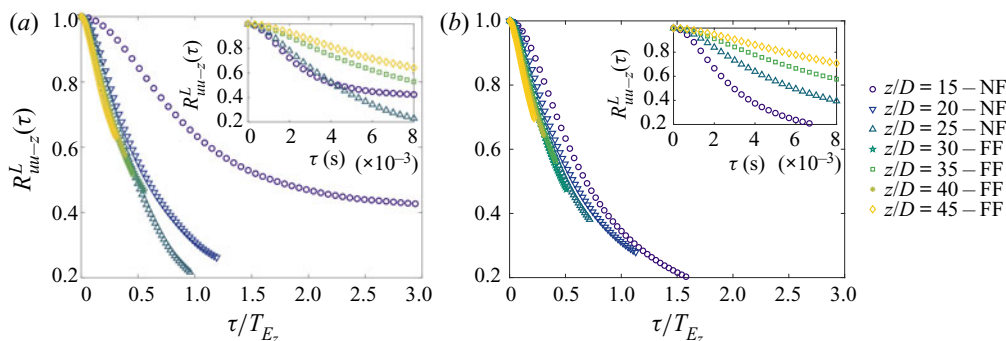 (a)
1.0
0.8
0.6
0.4
0.2
R^L_{uu−z}(τ)
0
0.5
1.0
1.5
2.0
2.5
3.0
τ/T_{E_z}
1.0
0.8
0.6
0.4
0.2
R^L_{uu−z}(τ)
0 2 4 6 8
τ (s) (×10⁻³)
(b)
1.0
0.8
0.6
0.4
0.2
0
0.5
1.0
1.5
2.0
2.5
3.0
τ/T_{E_z}
1.0
0.8
0.6
0.4
0.2
R^L_{uu−z}(τ)
0 2 4 6 8
τ (s) (×10⁻³)
z/D = 15 – NF
z/D = 20 – NF
z/D = 25 – NF
z/D = 30 – FF
z/D = 35 – FF
z/D = 40 – FF
z/D = 45 – FF